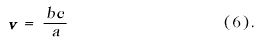 v = bc/a (6).